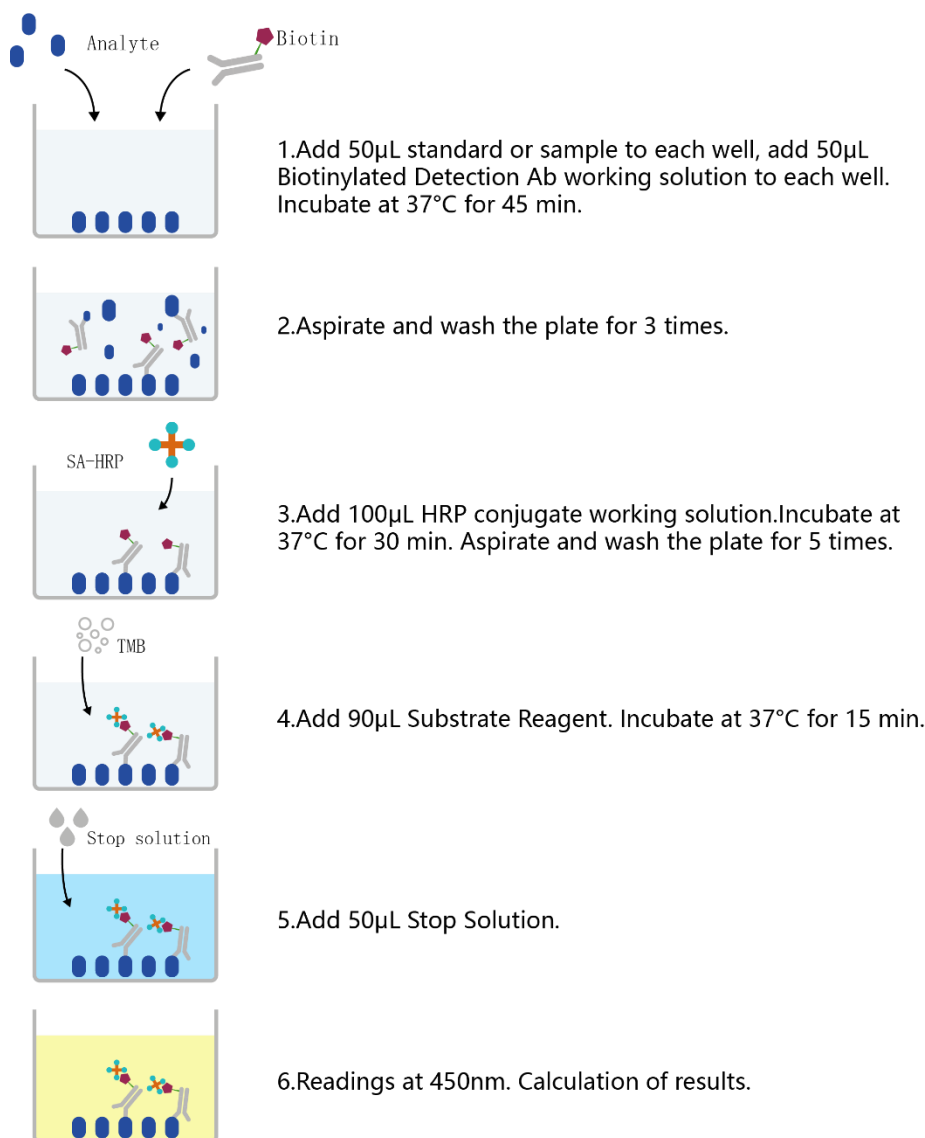 Analyte
Biotin
1.Add 50μL standard or sample to each well, add 50μL
Biotinylated Detection Ab working solution to each well.
Incubate at 37°C for 45 min.
2.Aspirate and wash the plate for 3 times.
SA-HRP
3.Add 100μL HRP conjugate working solution.Incubate at
37°C for 30 min. Aspirate and wash the plate for 5 times.
TMB
4.Add 90μL Substrate Reagent. Incubate at 37°C for 15 min.
Stop solution
5.Add 50μL Stop Solution.
6.Readings at 450nm. Calculation of results.